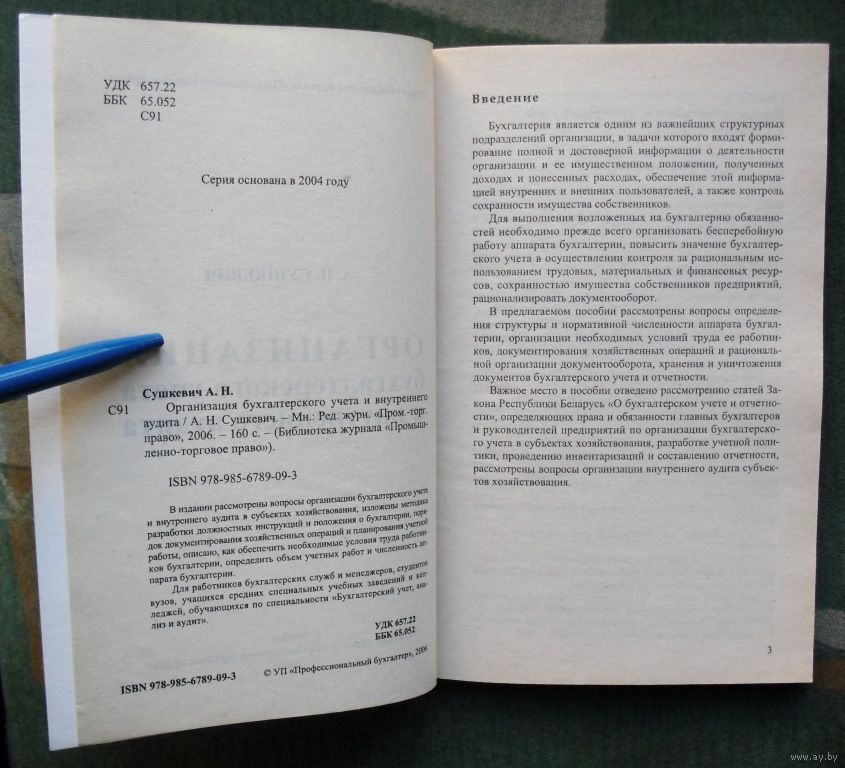 УДК 657.22
ББК 65.052
С91
Серия основана в 2004 году
Сушкевич А. Н.
С91 Организация бухгалтерского учета и внутреннего
аудита / А. Н. Сушкевич. – Мн.: Ред. журн. «Пром.-торг.
право», 2006. – 160 с. – (Библиотека журнала «Промыш-
ленно-торговое право»).
ISBN 978-985-6789-09-3
В издании рассмотрены вопросы организации бухгалтерского учета
и внутреннего аудита в субъектах хозяйствования, изложены методика
разработки должностных инструкций и положения о бухгалтерии, поря-
док документирования хозяйственных операций и планирования учетной
работы, описано, как обеспечить необходимые условия труда работни-
ков бухгалтерии, определить объем учетных работ и численность ап-
парата бухгалтерии.
Для работников бухгалтерских служб и менеджеров, студентов
вузов, учащихся средних специальных учебных заведений и кол-
леджей, обучающихся по специальности «Бухгалтерский учет, ана-
лиз и аудит».
УДК 657.22
ББК 65.052
ISBN 978-985-6789-09-3
© УП «Профессиональный бухгалтер», 2006
Введение
Бухгалтерия является одним из важнейших структурных
подразделений организации, в задачи которого входят форми-
рование полной и достоверной информации о деятельности
организации и ее имущественном положении, полученных
доходах и понесенных расходах, обеспечение этой информа-
цией внутренних и внешних пользователей, а также контроль
сохранности имущества собственников.
Для выполнения возложенных на бухгалтерию обязанно-
стей необходимо прежде всего организовать бесперебойную
работу аппарата бухгалтерии, повысить значение бухгалтер-
ского учета в осуществлении контроля за рациональным ис-
пользованием трудовых, материальных и финансовых ресур-
сов, сохранностью имущества собственников предприятий,
рационализировать документооборот.
В предлагаемом пособии рассмотрены вопросы определе-
ния структуры и нормативной численности аппарата бухгал-
терии, организации необходимых условий труда ее работни-
ков, документирования хозяйственных операций и рациональ-
ной организации документооборота, хранения и уничтожения
документов бухгалтерского учета и отчетности.
Важное место в пособии отведено рассмотрению статей За-
кона Республики Беларусь «О бухгалтерском учете и отчетно-
сти», определяющих права и обязанности главных бухгалтеров
и руководителей предприятий по организации бухгалтерско-
го учета в субъектах хозяйствования, разработке учетной поли-
тики, проведению инвентаризаций и составлению отчетности,
рассмотрены вопросы организации внутреннего аудита субъек-
тов хозяйствования.
3
www.ay.by